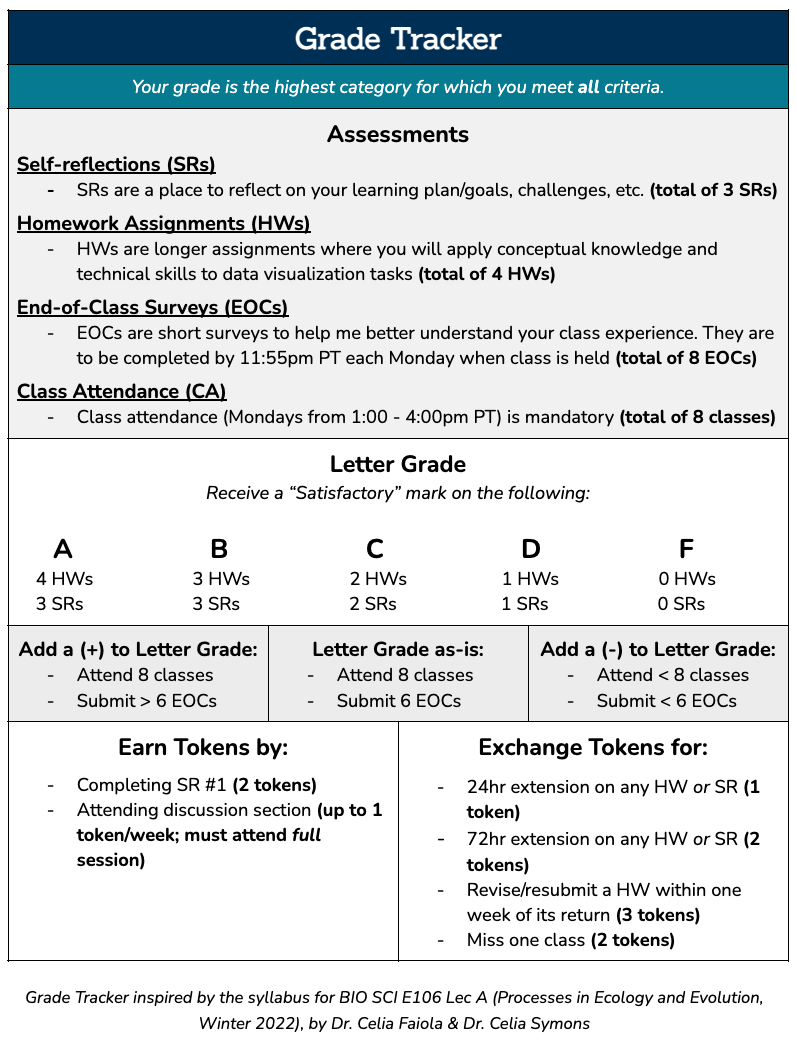 Grade Tracker
Your grade is the highest category for which you meet all criteria.
Assessments
Self-reflections (SRs)
- SRs are a place to reflect on your learning plan/goals, challenges, etc. (total of 3 SRs)
Homework Assignments (HWs)
- HWs are longer assignments where you will apply conceptual knowledge and
technical skills to data visualization tasks (total of 4 HWs)
End-of-Class Surveys (EOCs)
- EOCs are short surveys to help me better understand your class experience. They are
to be completed by 11:55pm PT each Monday when class is held (total of 8 EOCs)
Class Attendance (CA)
- Class attendance (Mondays from 1:00 - 4:00pm PT) is mandatory (total of 8 classes)
Letter Grade
Receive a “Satisfactory” mark on the following:
A B C D F
4 HWs 3 HWs 2 HWs 1 HWs 0 HWs
3 SRs 3 SRs 2 SRs 1 SRs 0 SRs
Add a (+) to Letter Grade:
- Attend 8 classes
- Submit > 6 EOCs
Letter Grade as-is:
- Attend 8 classes
- Submit 6 EOCs
Add a (-) to Letter Grade:
- Attend < 8 classes
- Submit < 6 EOCs
Earn Tokens by:
- Completing SR #1 (2 tokens)
- Attending discussion section (up to 1
token/week; must attend full
session)
Exchange Tokens for:
- 24hr extension on any HW or SR (1
token)
- 72hr extension on any HW or SR (2
tokens)
- Revise/resubmit a HW within one
week of its return (3 tokens)
- Miss one class (2 tokens)
Grade Tracker inspired by the syllabus for BIO SCI E106 Lec A (Processes in Ecology and Evolution,
Winter 2022), by Dr. Celia Faiola & Dr. Celia Symons